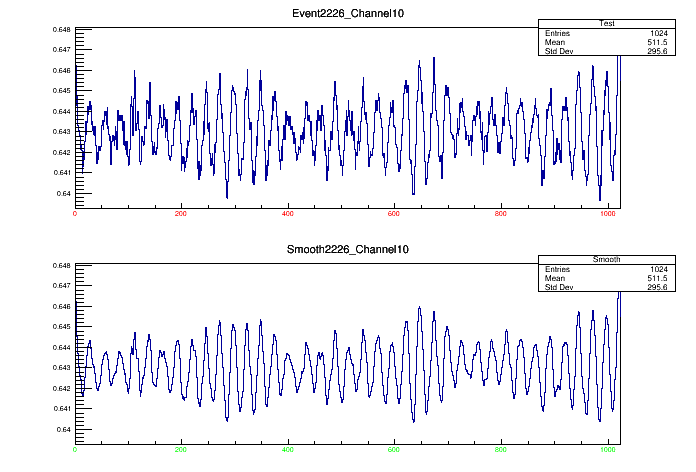 Event2226_Channel10
Test
Entries 1024
Mean 511.5
Std Dev 295.6
0.648
0.647
0.646
0.645
0.644
0.643
0.642
0.641
0.64
0 200 400 600 800 1000
Smooth2226_Channel10
Smooth
Entries 1024
Mean 511.5
Std Dev 295.6
0.648
0.647
0.646
0.645
0.644
0.643
0.642
0.641
0.64
0 200 400 600 800 1000